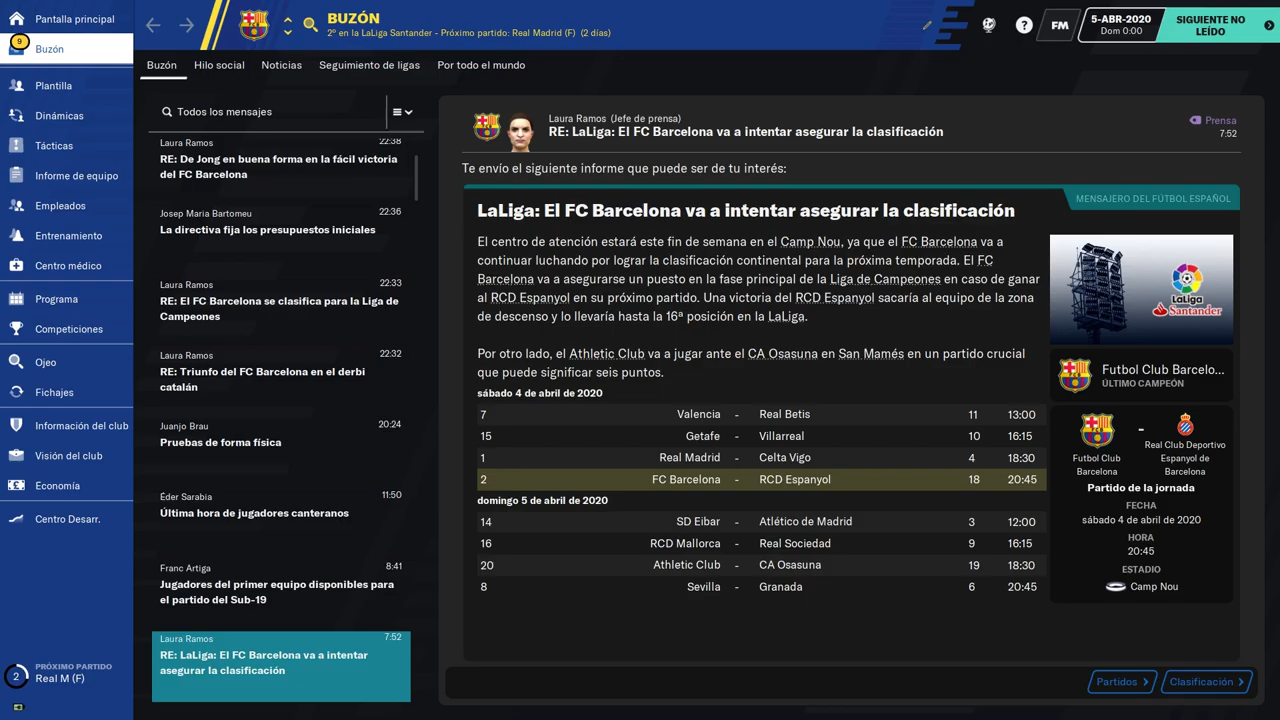 Pantalla principal
9
Buzón
Plantilla
Dinámicas
Tácticas
Informe de equipo
Empleados
Entrenamiento
Centro médico
Programa
Competiciones
Ojeo
Fichajes
Información del club
Visión del club
Economía
Centro Desarr.
2
PRÓXIMO PARTIDO
Real M (F)
BUZÓN
2º en la LaLiga Santander - Próximo partido: Real Madrid (F) (2 días)
?
FM
5-ABR-2020
Dom 0:00
SIGUIENTE NO
LEÍDO
Buzón Hilo social Noticias Seguimiento de ligas Por todo el mundo
Todos los mensajes
Laura Ramos 22:38
RE: De Jong en buena forma en la fácil victoria
del FC Barcelona
Josep Maria Bartomeu 22:36
La directiva fija los presupuestos iniciales
Laura Ramos 22:33
RE: El FC Barcelona se clasifica para la Liga de
Campeones
Laura Ramos 22:32
RE: Triunfo del FC Barcelona en el derbi
catalán
Juanjo Brau 20:24
Pruebas de forma física
Éder Sarabia 11:50
Última hora de jugadores canteranos
Franc Artiga 8:41
Jugadores del primer equipo disponibles para
el partido del Sub-19
Laura Ramos 7:52
RE: LaLiga: El FC Barcelona va a intentar
asegurar la clasificación
Laura Ramos (Jefe de prensa)
RE: LaLiga: El FC Barcelona va a intentar asegurar la clasificación
Prensa
7:52
Te envío el siguiente informe que puede ser de tu interés:
MENSAJERO DEL FÚTBOL ESPAÑOL
LaLiga: El FC Barcelona va a intentar asegurar la clasificación
El centro de atención estará este fin de semana en el Camp Nou, ya que el FC Barcelona va a
continuar luchando por lograr la clasificación continental para la próxima temporada. El FC
Barcelona va a asegurarse un puesto en la fase principal de la Liga de Campeones en caso de ganar
al RCD Espanyol en su próximo partido. Una victoria del RCD Espanyol sacaría al equipo de la zona
de descenso y lo llevaría hasta la 16ª posición en la LaLiga.
Por otro lado, el Athletic Club va a jugar ante el CA Osasuna en San Mamés en un partido crucial
que puede significar seis puntos.
sábado 4 de abril de 2020
7 Valencia - Real Betis 11 13:00
15 Getafe - Villarreal 10 16:15
1 Real Madrid - Celta Vigo 4 18:30
2 FC Barcelona - RCD Espanyol 18 20:45
domingo 5 de abril de 2020
14 SD Eibar - Atlético de Madrid 3 12:00
16 RCD Mallorca - Real Sociedad 9 16:15
20 Athletic Club - CA Osasuna 19 18:30
8 Sevilla - Granada 6 20:45
LaLiga
Santander
Futbol Club Barcelo...
ÚLTIMO CAMPEÓN
-
Futbol Club
Barcelona
Real Club Deportivo
Espanyol de
Barcelona
Partido de la jornada
FECHA
sábado 4 de abril de 2020
HORA
20:45
ESTADIO
Camp Nou
Partidos
Clasificación